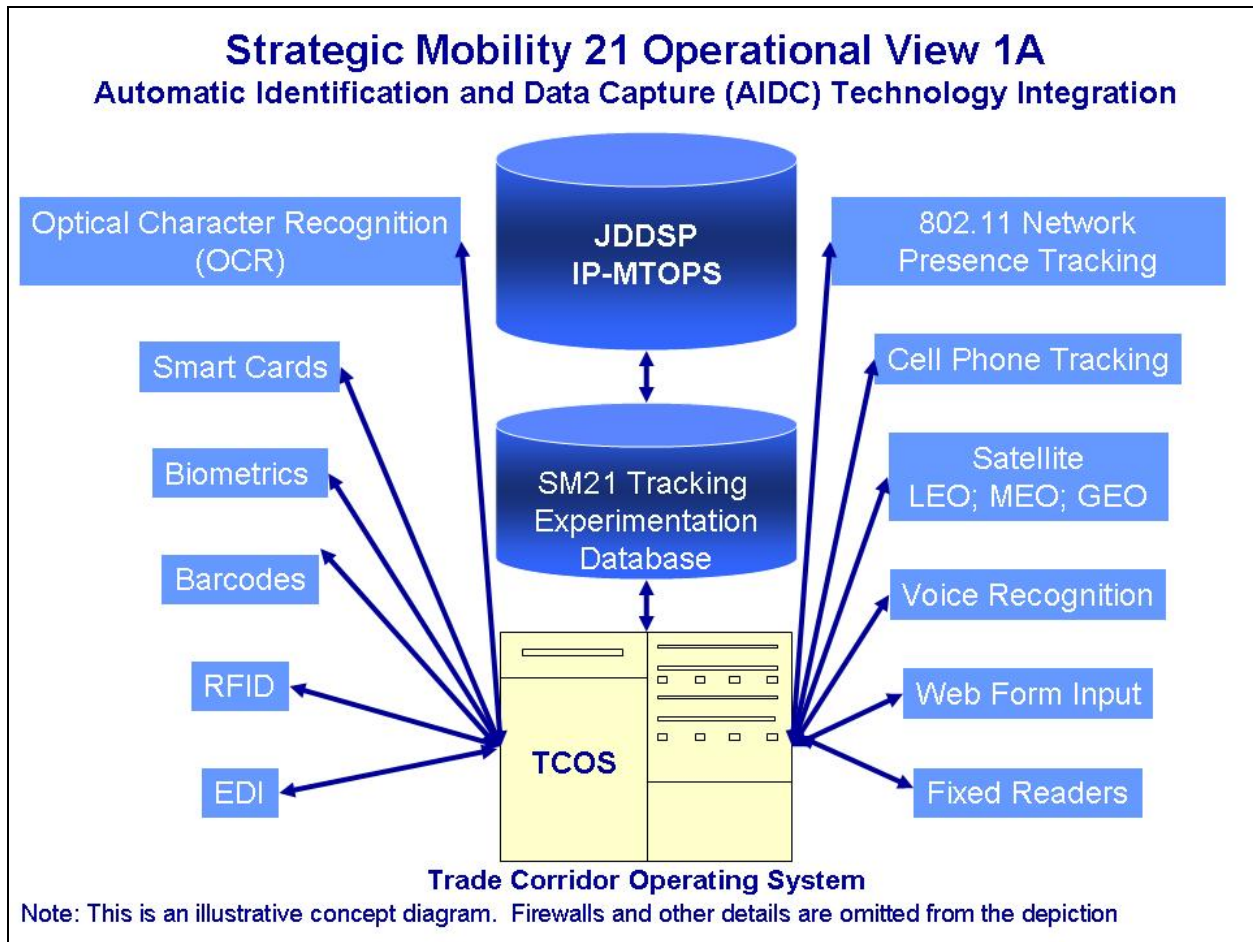 Strategic Mobility 21 Operational View 1A
Automatic Identification and Data Capture (AIDC) Technology Integration
Optical Character Recognition
(OCR)
Smart Cards
Biometrics
Barcodes
RFID
EDI
JDDSP
IP-MTOPS
SM21 Tracking
Experimentation
Database
TCOS
Trade Corridor Operating System
802.11 Network
Presence Tracking
Cell Phone Tracking
Satellite
LEO; MEO; GEO
Voice Recognition
Web Form Input
Fixed Readers
Note: This is an illustrative concept diagram.  Firewalls and other details are omitted from the depiction